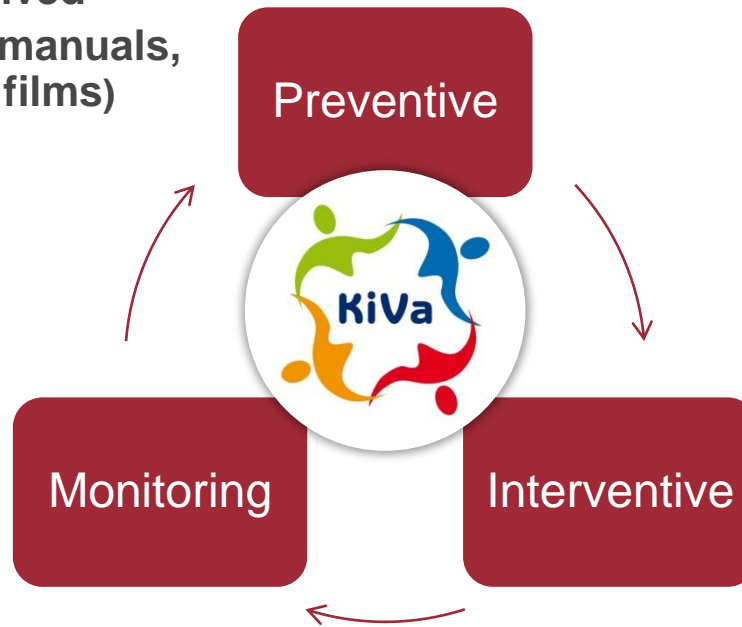 manuals,
films)
Preventive
KiVa
Monitoring
Interventive